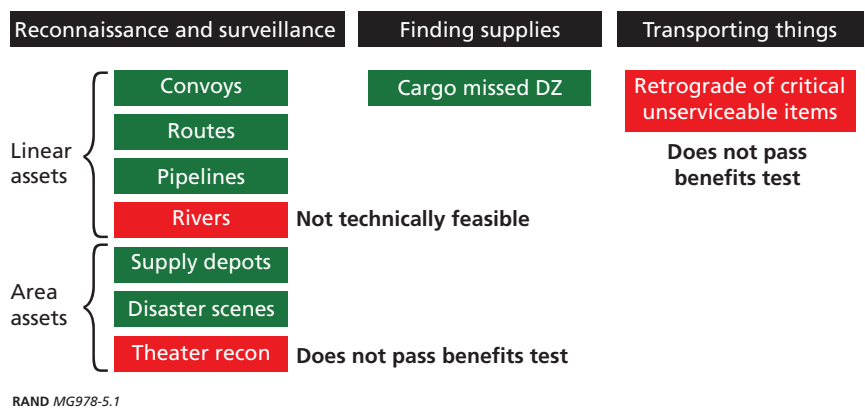 Reconnaissance and surveillance
Finding supplies
Transporting things
Linear
assets
Convoys
Routes
Pipelines
Rivers
Not technically feasible
Area
assets
Supply depots
Disaster scenes
Theater recon
Does not pass benefits test
Cargo missed DZ
Retrograde of critical
unserviceable items
Does not pass
benefits test
RAND MG978-5.1